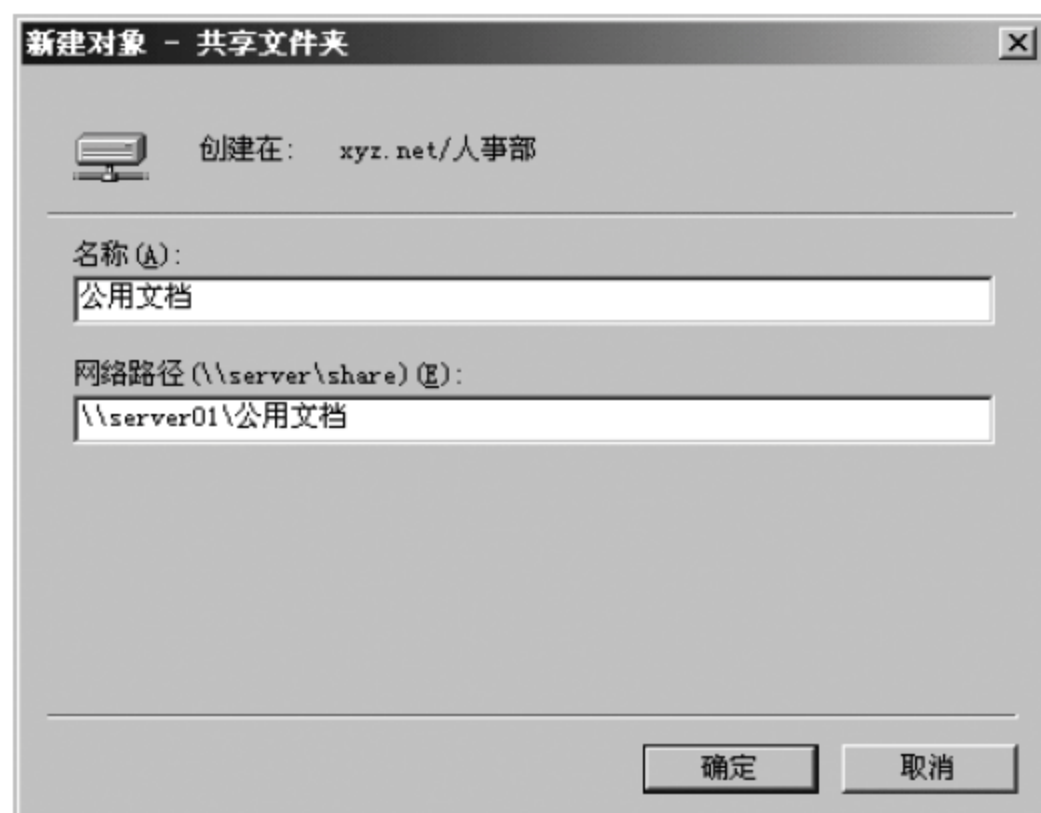 新建对象 - 共享文件夹
创建在: xyz.net/人事部
名称(A):
公用文档
网络路径(\\server\share)(E):
\\server01\公用文档
确定 取消